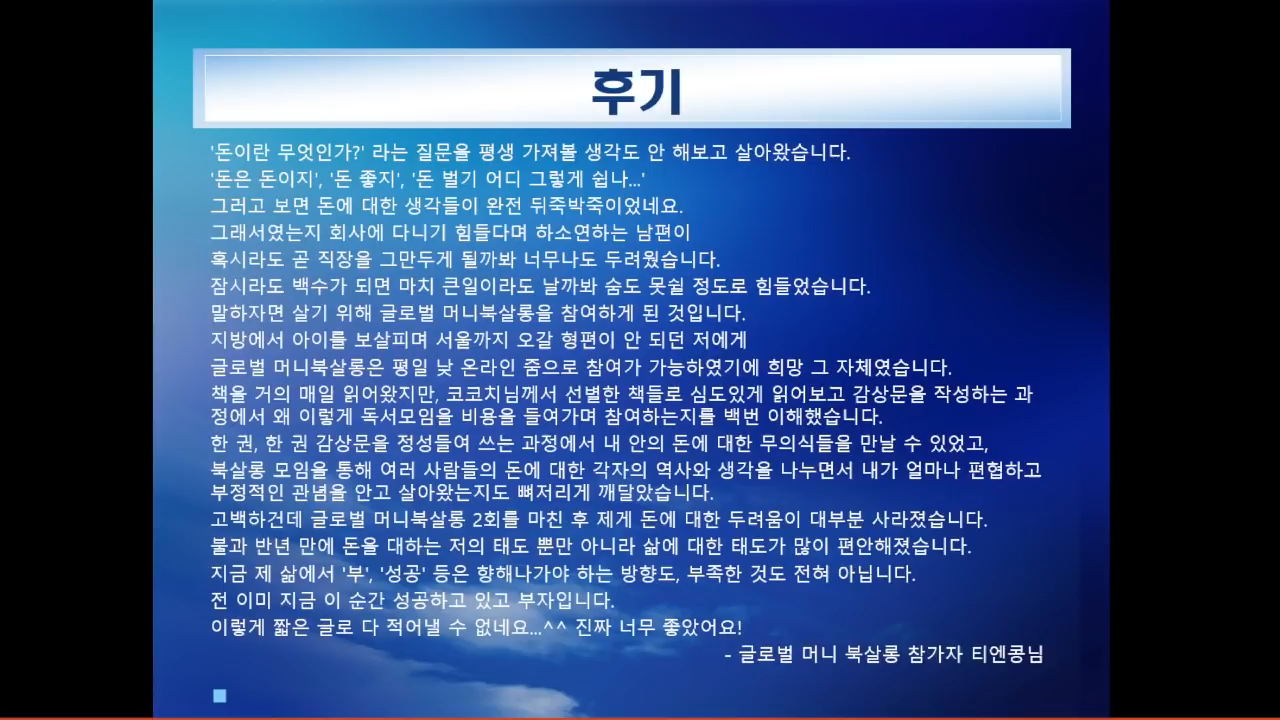 후기
'돈이란 무엇인가?' 라는 질문을 평생 가져볼 생각도 안 해보고 살아왔습니다.
'돈은 돈이지', '돈 좋지', '돈 벌기 어디 그렇게 쉽나...'
그러고 보면 돈에 대한 생각들이 완전 뒤죽박죽이었네요.
그래서였는지 회사에 다니기 힘들다며 하소연하는 남편이
혹시라도 곧 직장을 그만두게 될까봐 너무나도 두려웠습니다.
잠시라도 백수가 되면 마치 큰일이라도 날까봐 숨도 못쉴 정도로 힘들었습니다.
말하자면 살기 위해 글로벌 머니북살롱을 참여하게 된 것입니다.
지방에서 아이를 보살피며 서울까지 오갈 형편이 안 되던 저에게
글로벌 머니북살롱은 평일 낮 온라인 줌으로 참여가 가능하였기에 희망 그 자체였습니다.
책을 거의 매일 읽어왔지만, 코코치님께서 선별한 책들로 심도있게 읽어보고 감상문을 작성하는 과
정에서 왜 이렇게 독서모임을 비용을 들여가며 참여하는지를 백번 이해했습니다.
한 권, 한 권 감상문을 정성들여 쓰는 과정에서 내 안의 돈에 대한 무의식들을 만날 수 있었고,
북살롱 모임을 통해 여러 사람들의 돈에 대한 각자의 역사와 생각을 나누면서 내가 얼마나 편협하고
부정적인 관념을 안고 살아왔는지도 뼈저리게 깨달았습니다.
고백하건데 글로벌 머니북살롱 2회를 마친 후 제게 돈에 대한 두려움이 대부분 사라졌습니다.
불과 반년 만에 돈을 대하는 저의 태도 뿐만 아니라 삶에 대한 태도가 많이 편안해졌습니다.
지금 제 삶에서 '부', '성공' 등은 향해나가야 하는 방향도, 부족한 것도 전혀 아닙니다.
전 이미 지금 이 순간 성공하고 있고 부자입니다.
이렇게 짧은 글로 다 적어낼 수 없네요...^^ 진짜 너무 좋았어요!
- 글로벌 머니 북살롱 참가자 티엔콩님